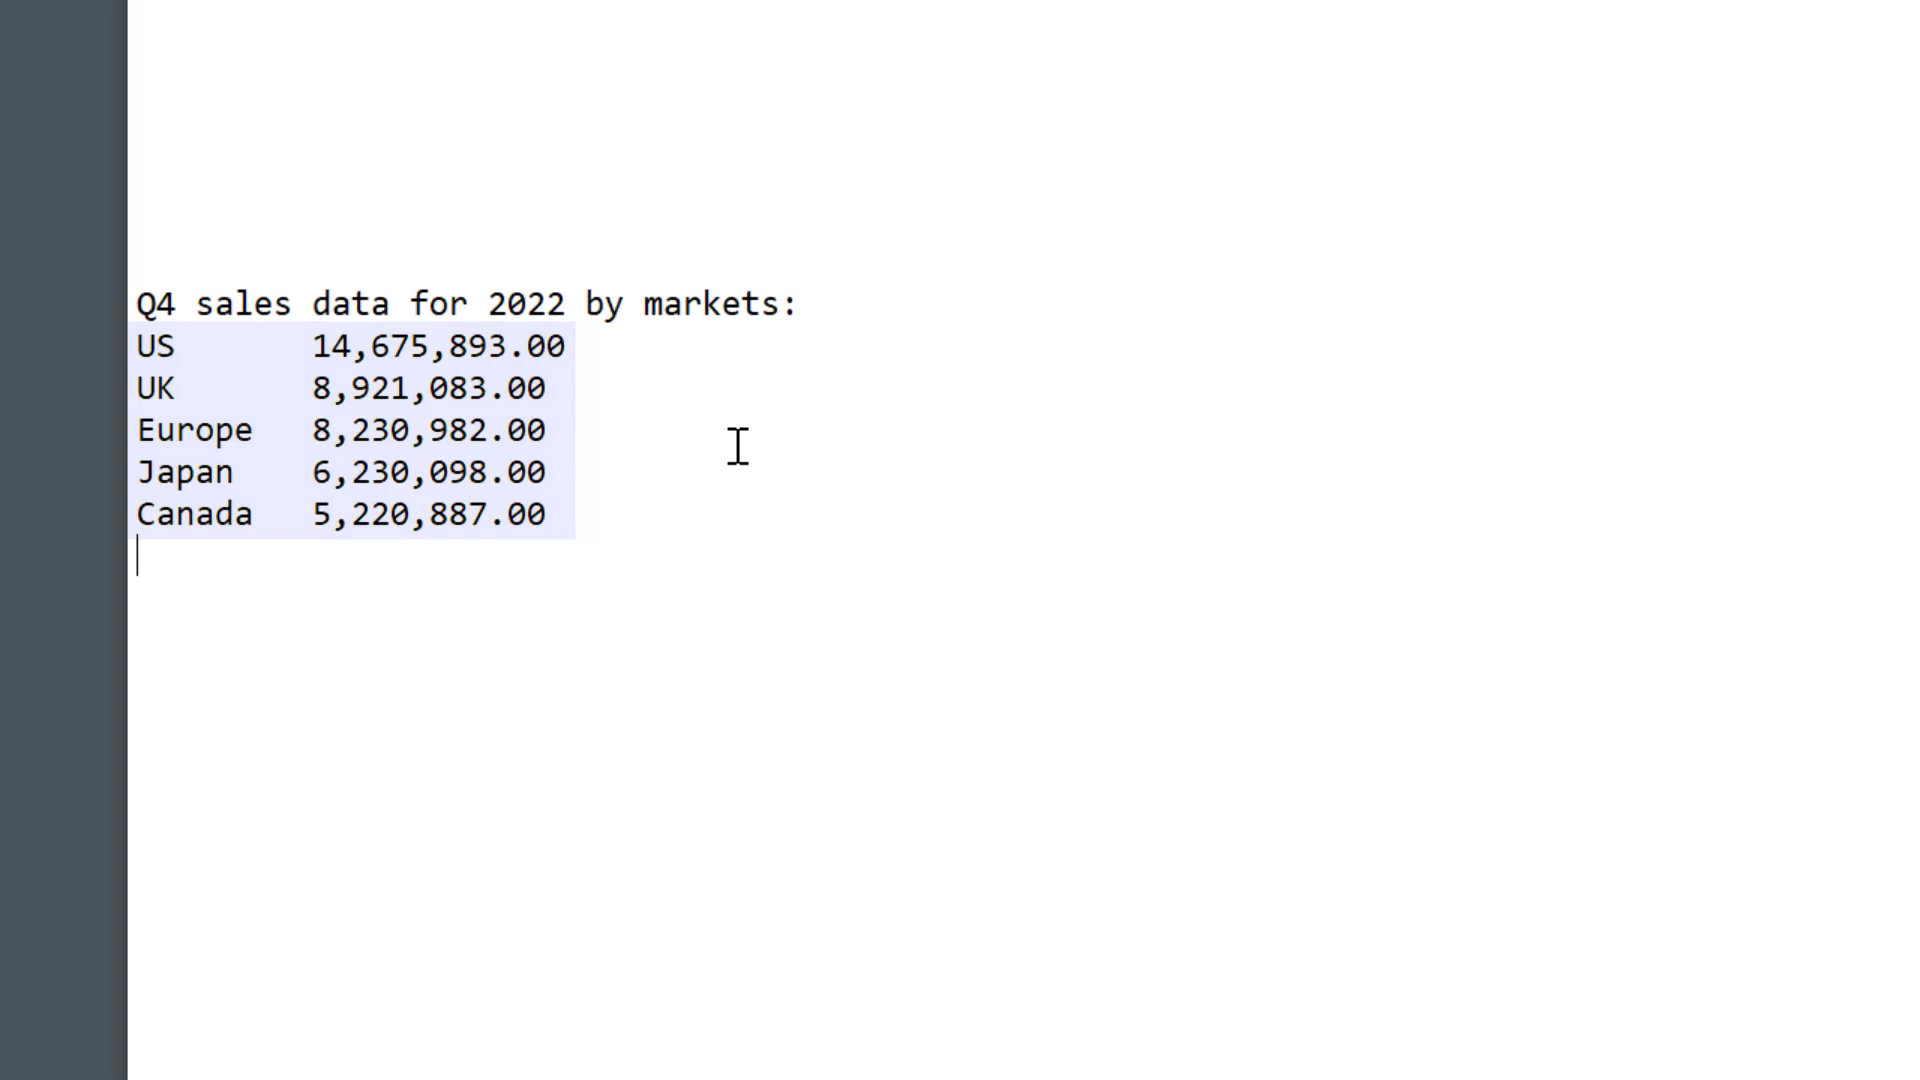 Q4 sales data for 2022 by markets:
US 14,675,893.00
UK 8,921,083.00
Europe 8,230,982.00
Japan 6,230,098.00
Canada 5,220,887.00